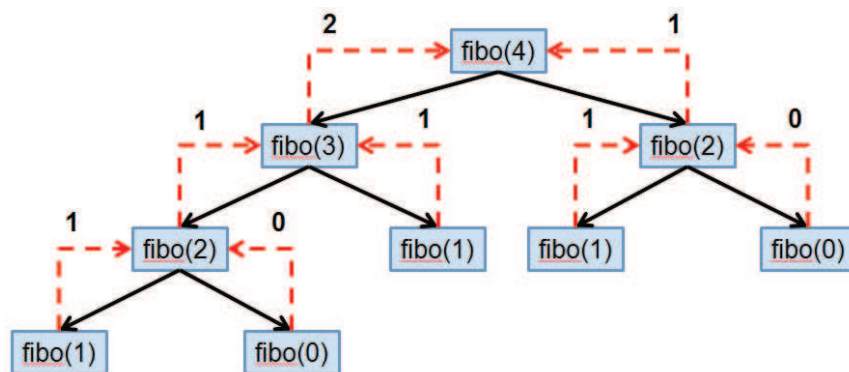 2 1
fibo(4)
1 1 1 0
fibo(3) fibo(2)
1 0
fibo(2) fibo(1) fibo(1) fibo(0)
fibo(1) fibo(0)